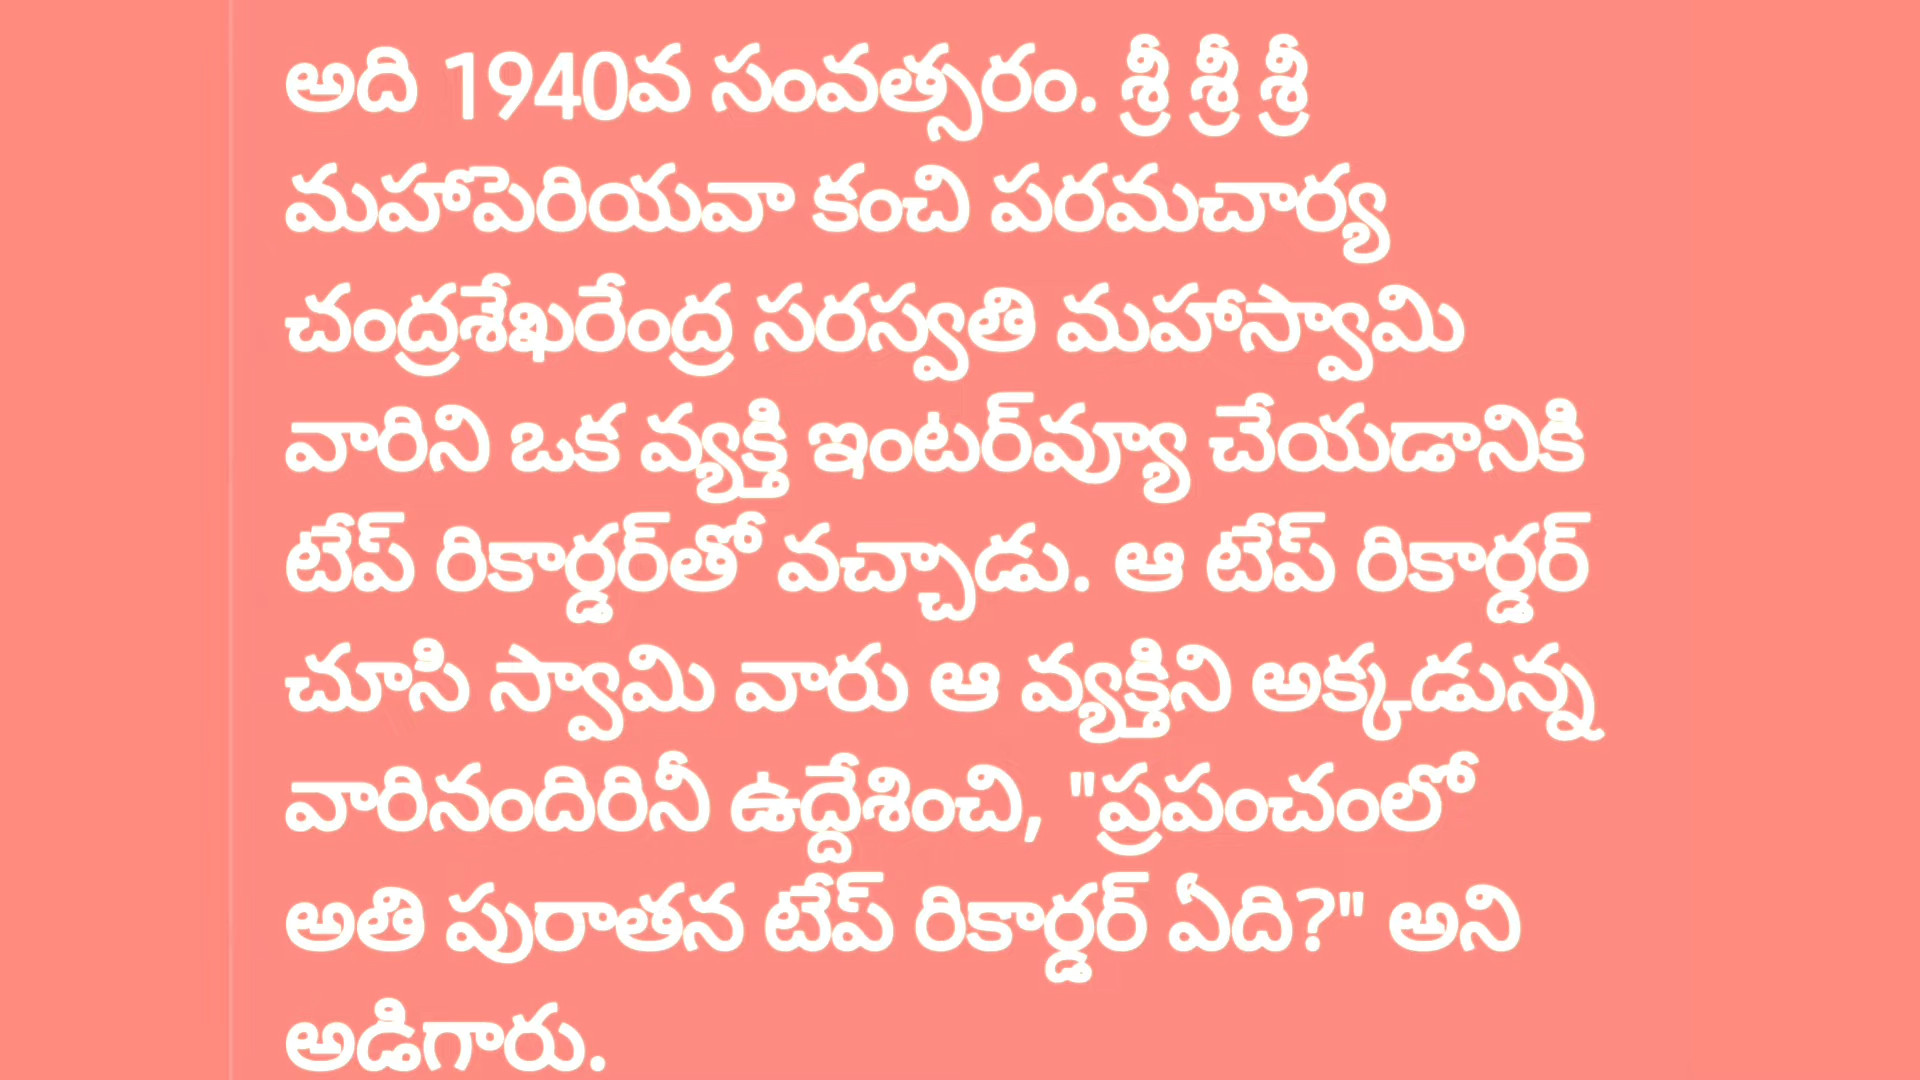 అది 1940వ సంవత్సరం. శ్రీ శ్రీ శ్రీ
మహాపెరియవా కంచి పరమచార్య
చంద్రశేఖరేంద్ర సరస్వతి మహాస్వామి
వారిని ఒక వ్యక్తి ఇంటర్‌వ్యూ చేయడానికి
టేప్ రికార్డర్‌తో వచ్చాడు. ఆ టేప్ రికార్డర్
చూసి స్వామి వారు ఆ వ్యక్తిని అక్కడున్న
వారినందిరినీ ఉద్దేశించి, "ప్రపంచంలో
అతి పురాతన టేప్ రికార్డర్ ఏది?" అని
అడిగారు.